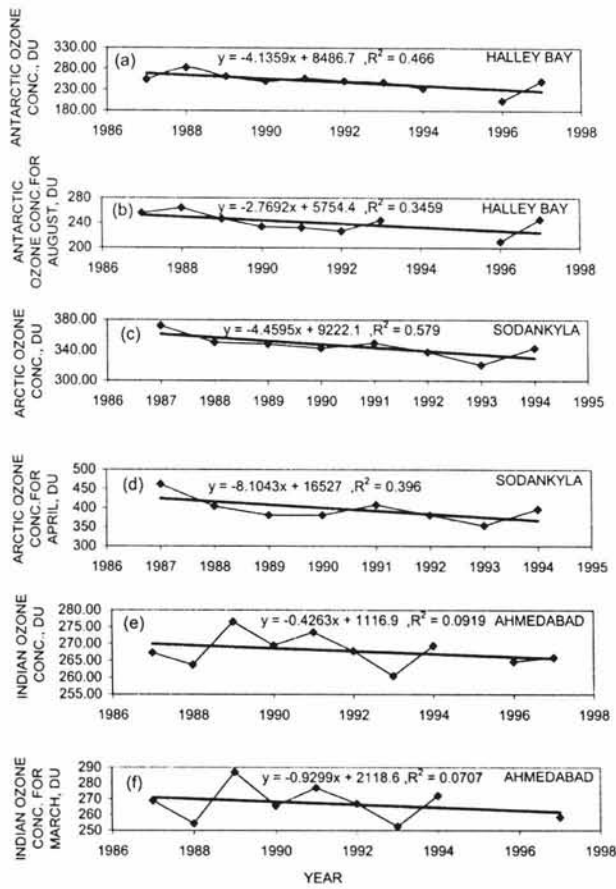 ANTARCTIC OZONE CONC., DU
(a)
y = -4.1359x + 8486.7 ,R² = 0.466
HALLEY BAY
330.00
280.00
230.00
180.00
1986 1988 1990 1992 1994 1996 1998
ANTARCTIC OZONE CONC.FOR AUGUST, DU
(b)
y = -2.7692x + 5754.4 ,R² = 0.3459
HALLEY BAY
280
240
200
1986 1988 1990 1992 1994 1996 1998
ARCTIC OZONE CONC., DU
(c)
y = -4.4595x + 9222.1 ,R² = 0.579
SODANKYLA
380.00
340.00
300.00
1986 1987 1988 1989 1990 1991 1992 1993 1994 1995
ARCTIC OZONE CONC.FOR APRIL, DU
(d)
y = -8.1043x + 16527 ,R² = 0.396
SODANKYLA
500
450
400
350
300
1986 1987 1988 1989 1990 1991 1992 1993 1994 1995
INDIAN OZONE CONC., DU
(e)
y = -0.4263x + 1116.9 ,R² = 0.0919
AHMEDABAD
280.00
275.00
270.00
265.00
260.00
255.00
1986 1988 1990 1992 1994 1996 1998
INDIAN OZONE CONC. FOR MARCH, DU
(f)
y = -0.9299x + 2118.6 ,R² = 0.0707
AHMEDABAD
290
280
270
260
250
1986 1988 1990 1992 1994 1996 1998
YEAR